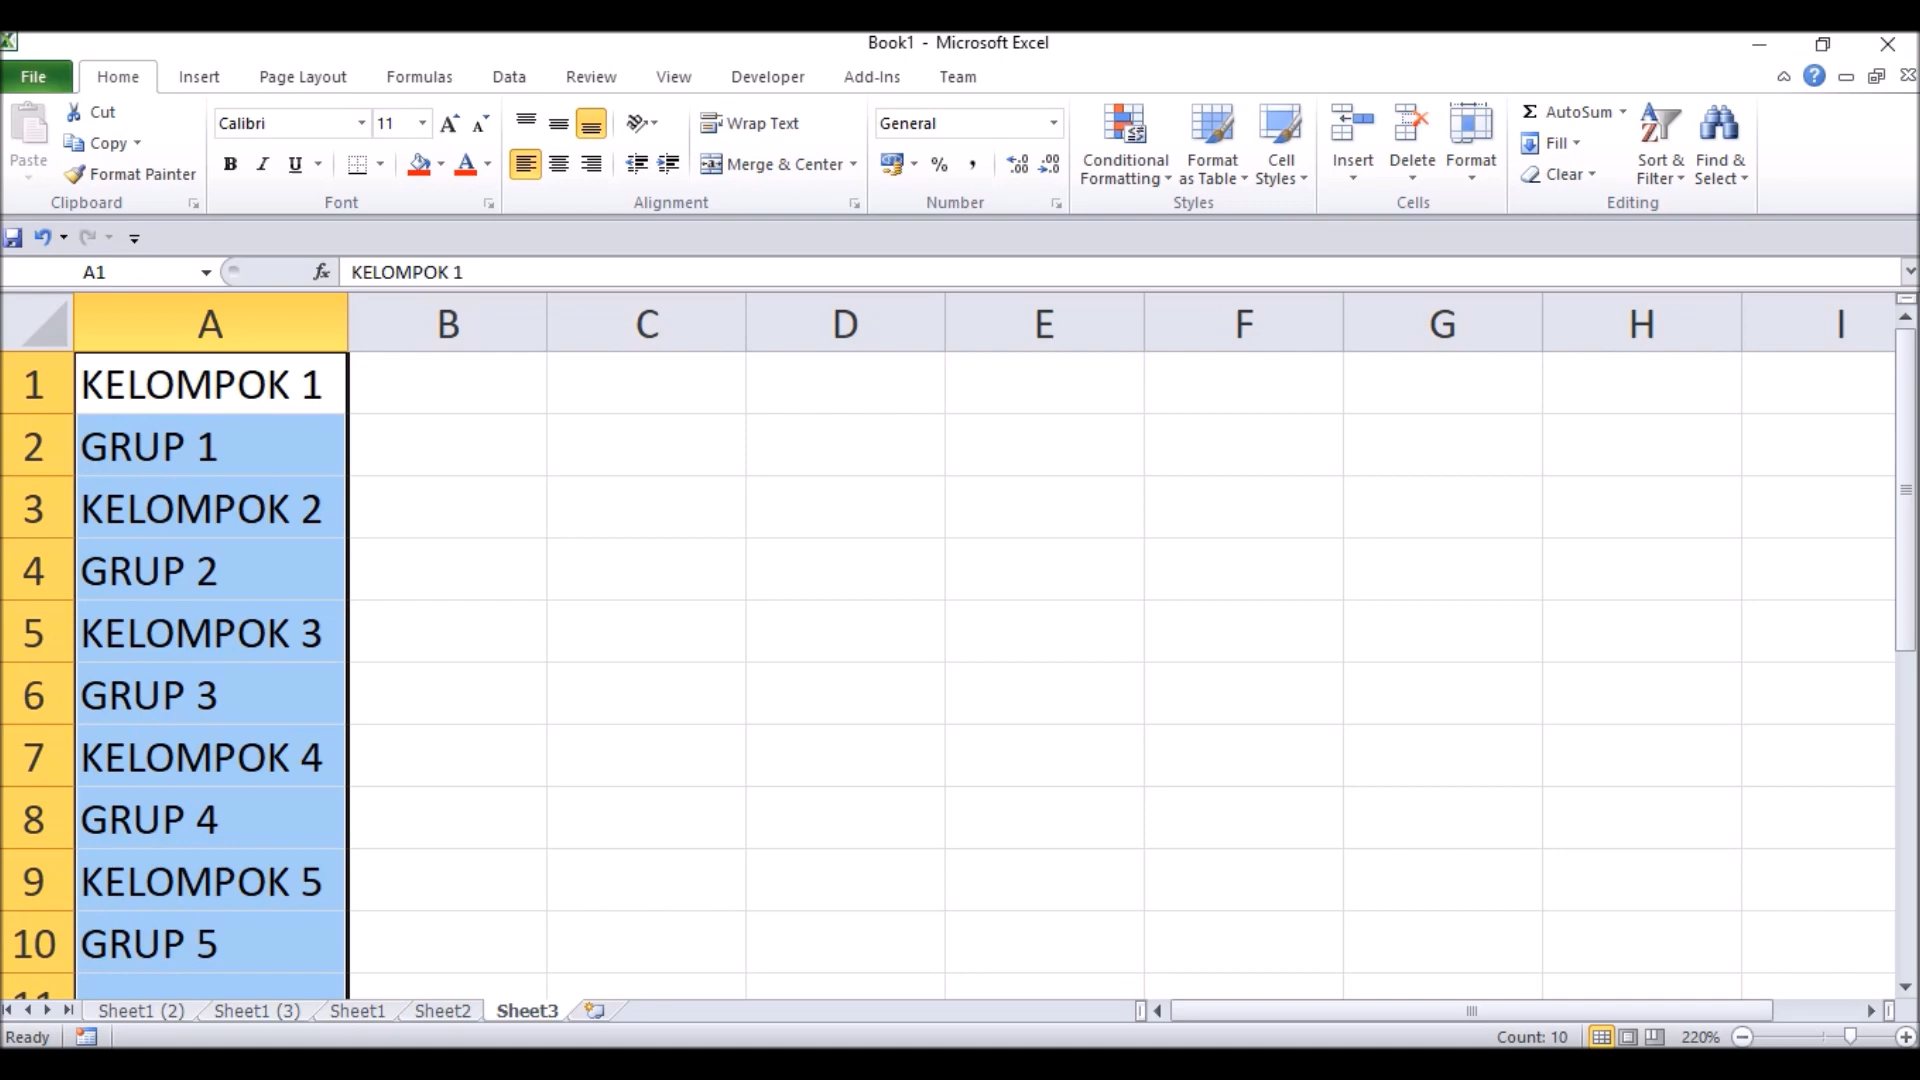 Book1 - Microsoft Excel
File Home Insert Page Layout Formulas Data Review View Developer Add-Ins Team
Paste
Cut
Copy
Format Painter
Clipboard
Calibri 11
B I U
Font
Wrap Text
Merge & Center
Alignment
General
% ,
Number
Conditional Formatting
Format as Table
Cell Styles
Styles
Insert Delete Format
Cells
Σ AutoSum
Fill
Clear
Sort & Filter
Find & Select
Editing
A1 fx KELOMPOK 1
A B C D E F G H I
1 KELOMPOK 1
2 GRUP 1
3 KELOMPOK 2
4 GRUP 2
5 KELOMPOK 3
6 GRUP 3
7 KELOMPOK 4
8 GRUP 4
9 KELOMPOK 5
10 GRUP 5
11
Sheet1 (2) Sheet1 (3) Sheet1 Sheet2 Sheet3
Ready Count: 10 220%